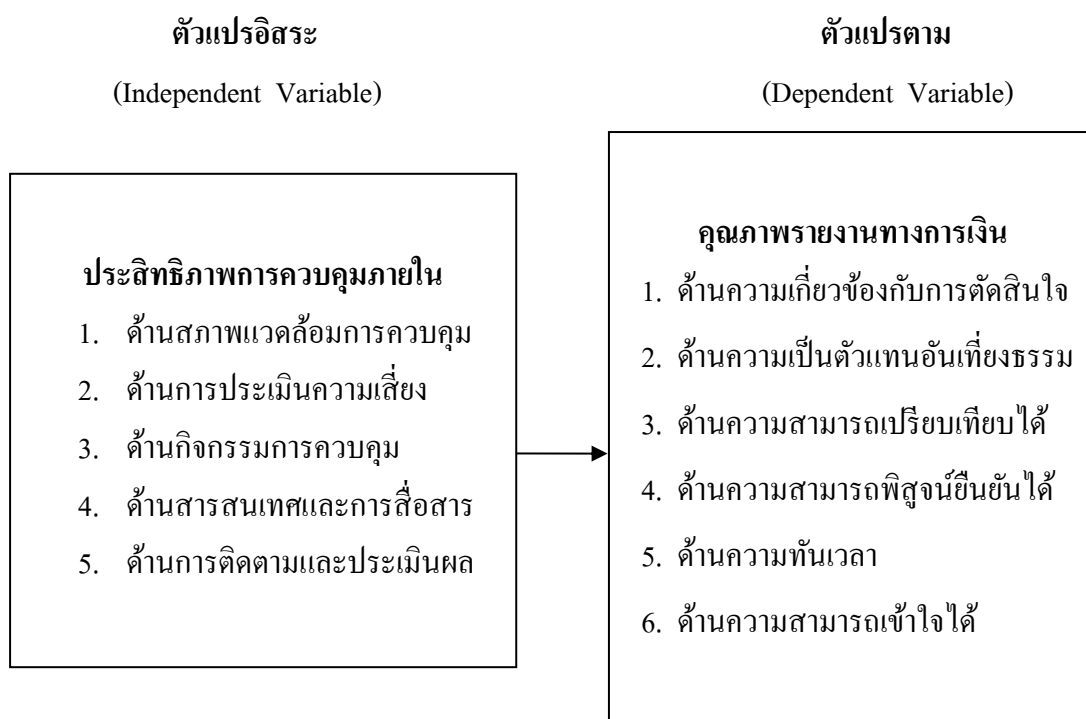 ตัวแปรอิสระ
(Independent Variable)
ประสิทธิภาพการควบคุมภายใน
1. ด้านสภาพแวดล้อมการควบคุม
2. ด้านการประเมินความเสี่ยง
3. ด้านกิจกรรมการควบคุม
4. ด้านสารสนเทศและการสื่อสาร
5. ด้านการติดตามและประเมินผล
ตัวแปรตาม
(Dependent Variable)
คุณภาพรายงานทางการเงิน
1. ด้านความเกี่ยวข้องกับการตัดสินใจ
2. ด้านความเป็นตัวแทนอันเที่ยงธรรม
3. ด้านความสามารถเปรียบเทียบได้
4. ด้านความสามารถพิสูจน์ยืนยันได้
5. ด้านความทันเวลา
6. ด้านความสามารถเข้าใจได้